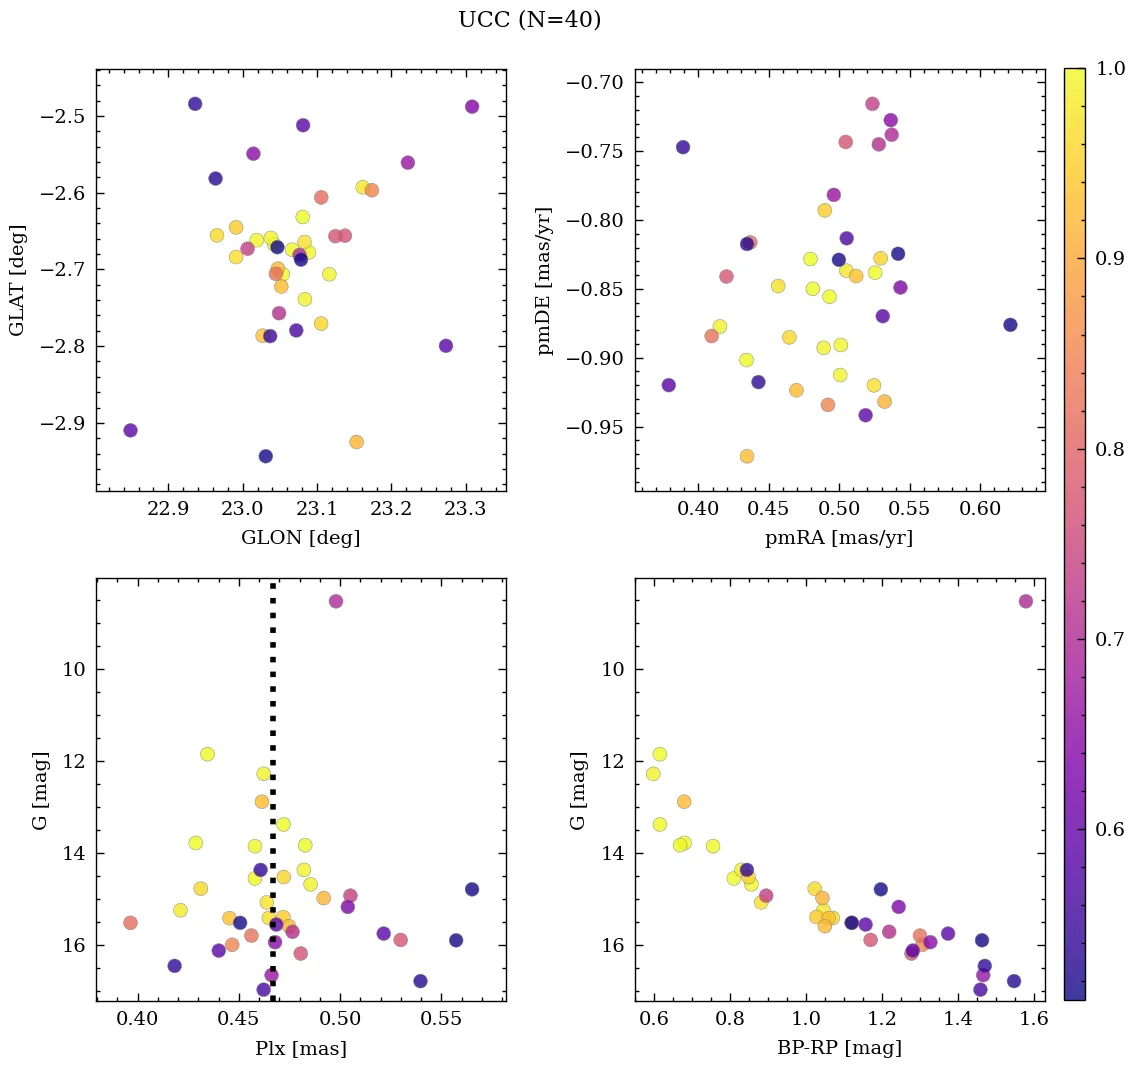 UCC (N=40)
−2.5
−2.6
−2.7
−2.8
−2.9
GLAT [deg]
22.9 23.0 23.1 23.2 23.3
GLON [deg]
−0.70
−0.75
−0.80
−0.85
−0.90
−0.95
pmDE [mas/yr]
0.40 0.45 0.50 0.55 0.60
pmRA [mas/yr]
10
12
14
16
G [mag]
0.40 0.45 0.50 0.55
Plx [mas]
10
12
14
16
G [mag]
0.6 0.8 1.0 1.2 1.4 1.6
BP-RP [mag]
1.0
0.9
0.8
0.7
0.6